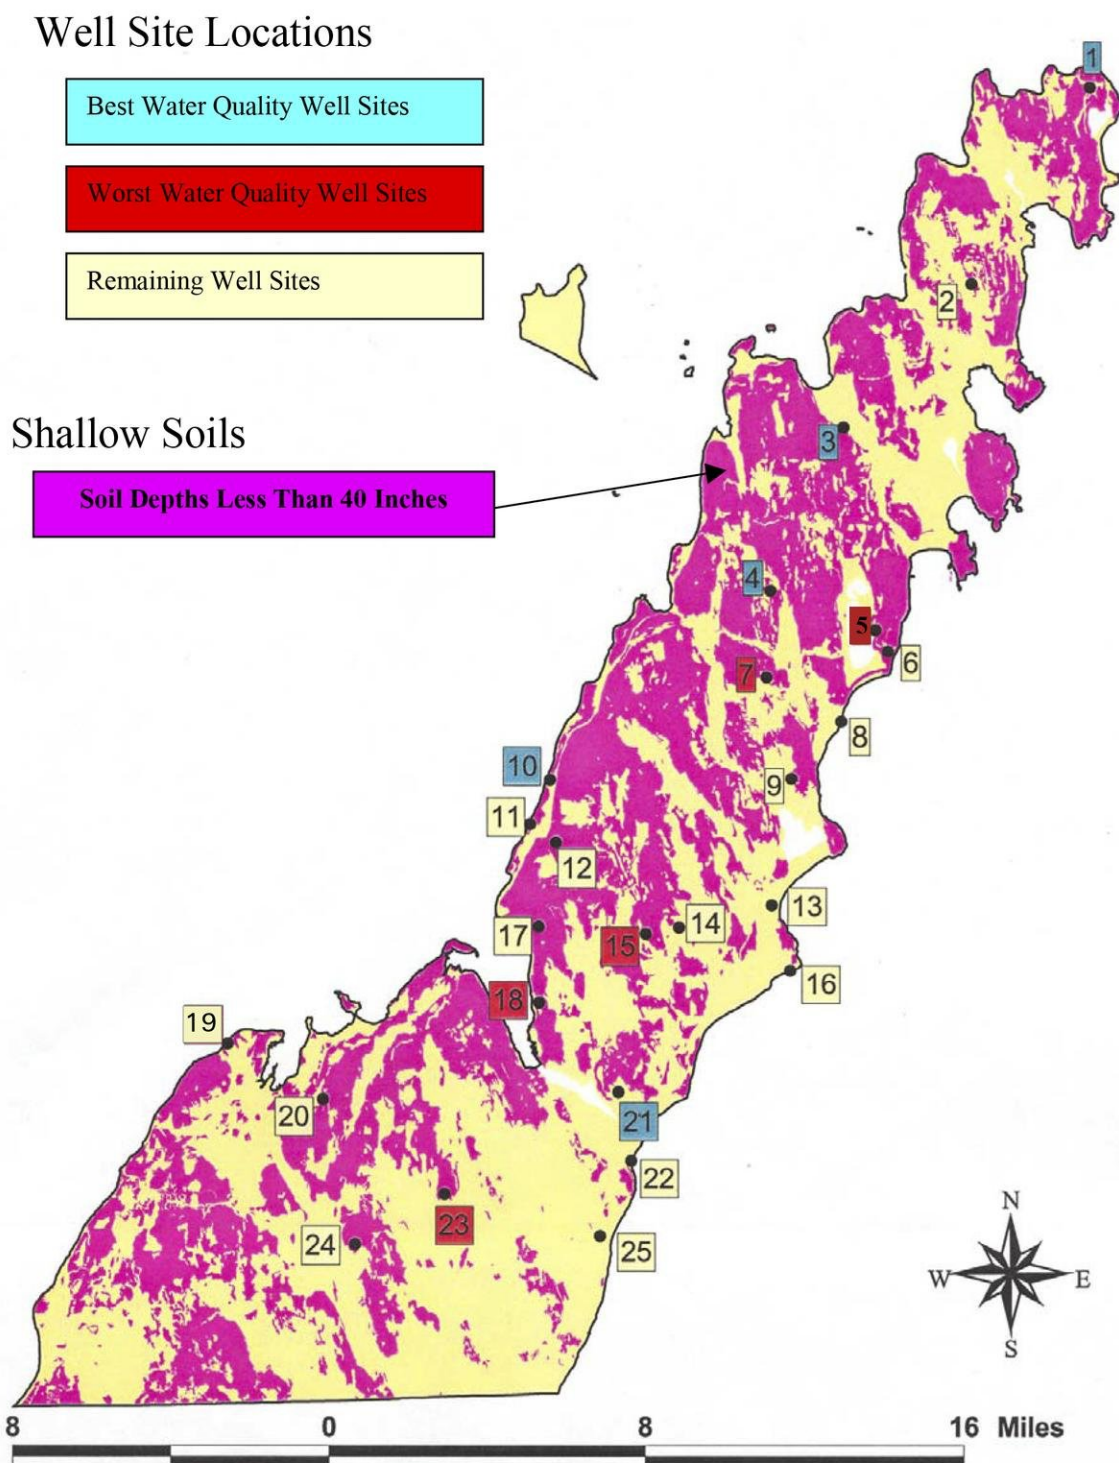 Well Site Locations
Best Water Quality Well Sites
Worst Water Quality Well Sites
Remaining Well Sites
Shallow Soils
Soil Depths Less Than 40 Inches
1
2
3
4
5
6
7
8
9
10
11
12
13
14
15
16
17
18
19
20
21
22
23
24
25
N
W E
S
8 0 8 16 Miles